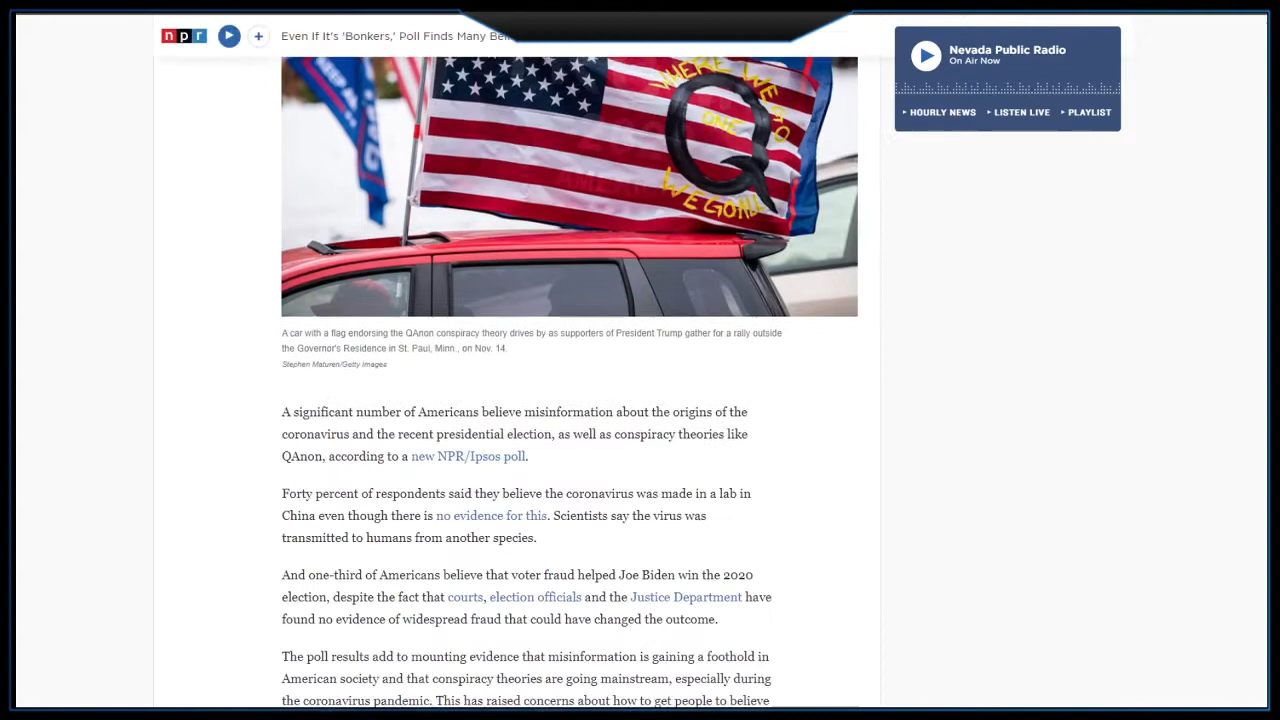 npr
Even If It's 'Bonkers,' Poll Finds Many
Nevada Public Radio
On Air Now
HOURLY NEWS
LISTEN LIVE
PLAYLIST
WHERE WE GO
ONE
Q
WE GO ALL
A car with a flag endorsing the QAnon conspiracy theory drives by as supporters of President Trump gather for a rally outside
the Governor's Residence in St. Paul, Minn., on Nov. 14.
Stephen Maturen/Getty Images
A significant number of Americans believe misinformation about the origins of the
coronavirus and the recent presidential election, as well as conspiracy theories like
QAnon, according to a new NPR/Ipsos poll.
Forty percent of respondents said they believe the coronavirus was made in a lab in
China even though there is no evidence for this. Scientists say the virus was
transmitted to humans from another species.
And one-third of Americans believe that voter fraud helped Joe Biden win the 2020
election, despite the fact that courts, election officials and the Justice Department have
found no evidence of widespread fraud that could have changed the outcome.
The poll results add to mounting evidence that misinformation is gaining a foothold in
American society and that conspiracy theories are going mainstream, especially during
the coronavirus pandemic. This has raised concerns about how to get people to believe